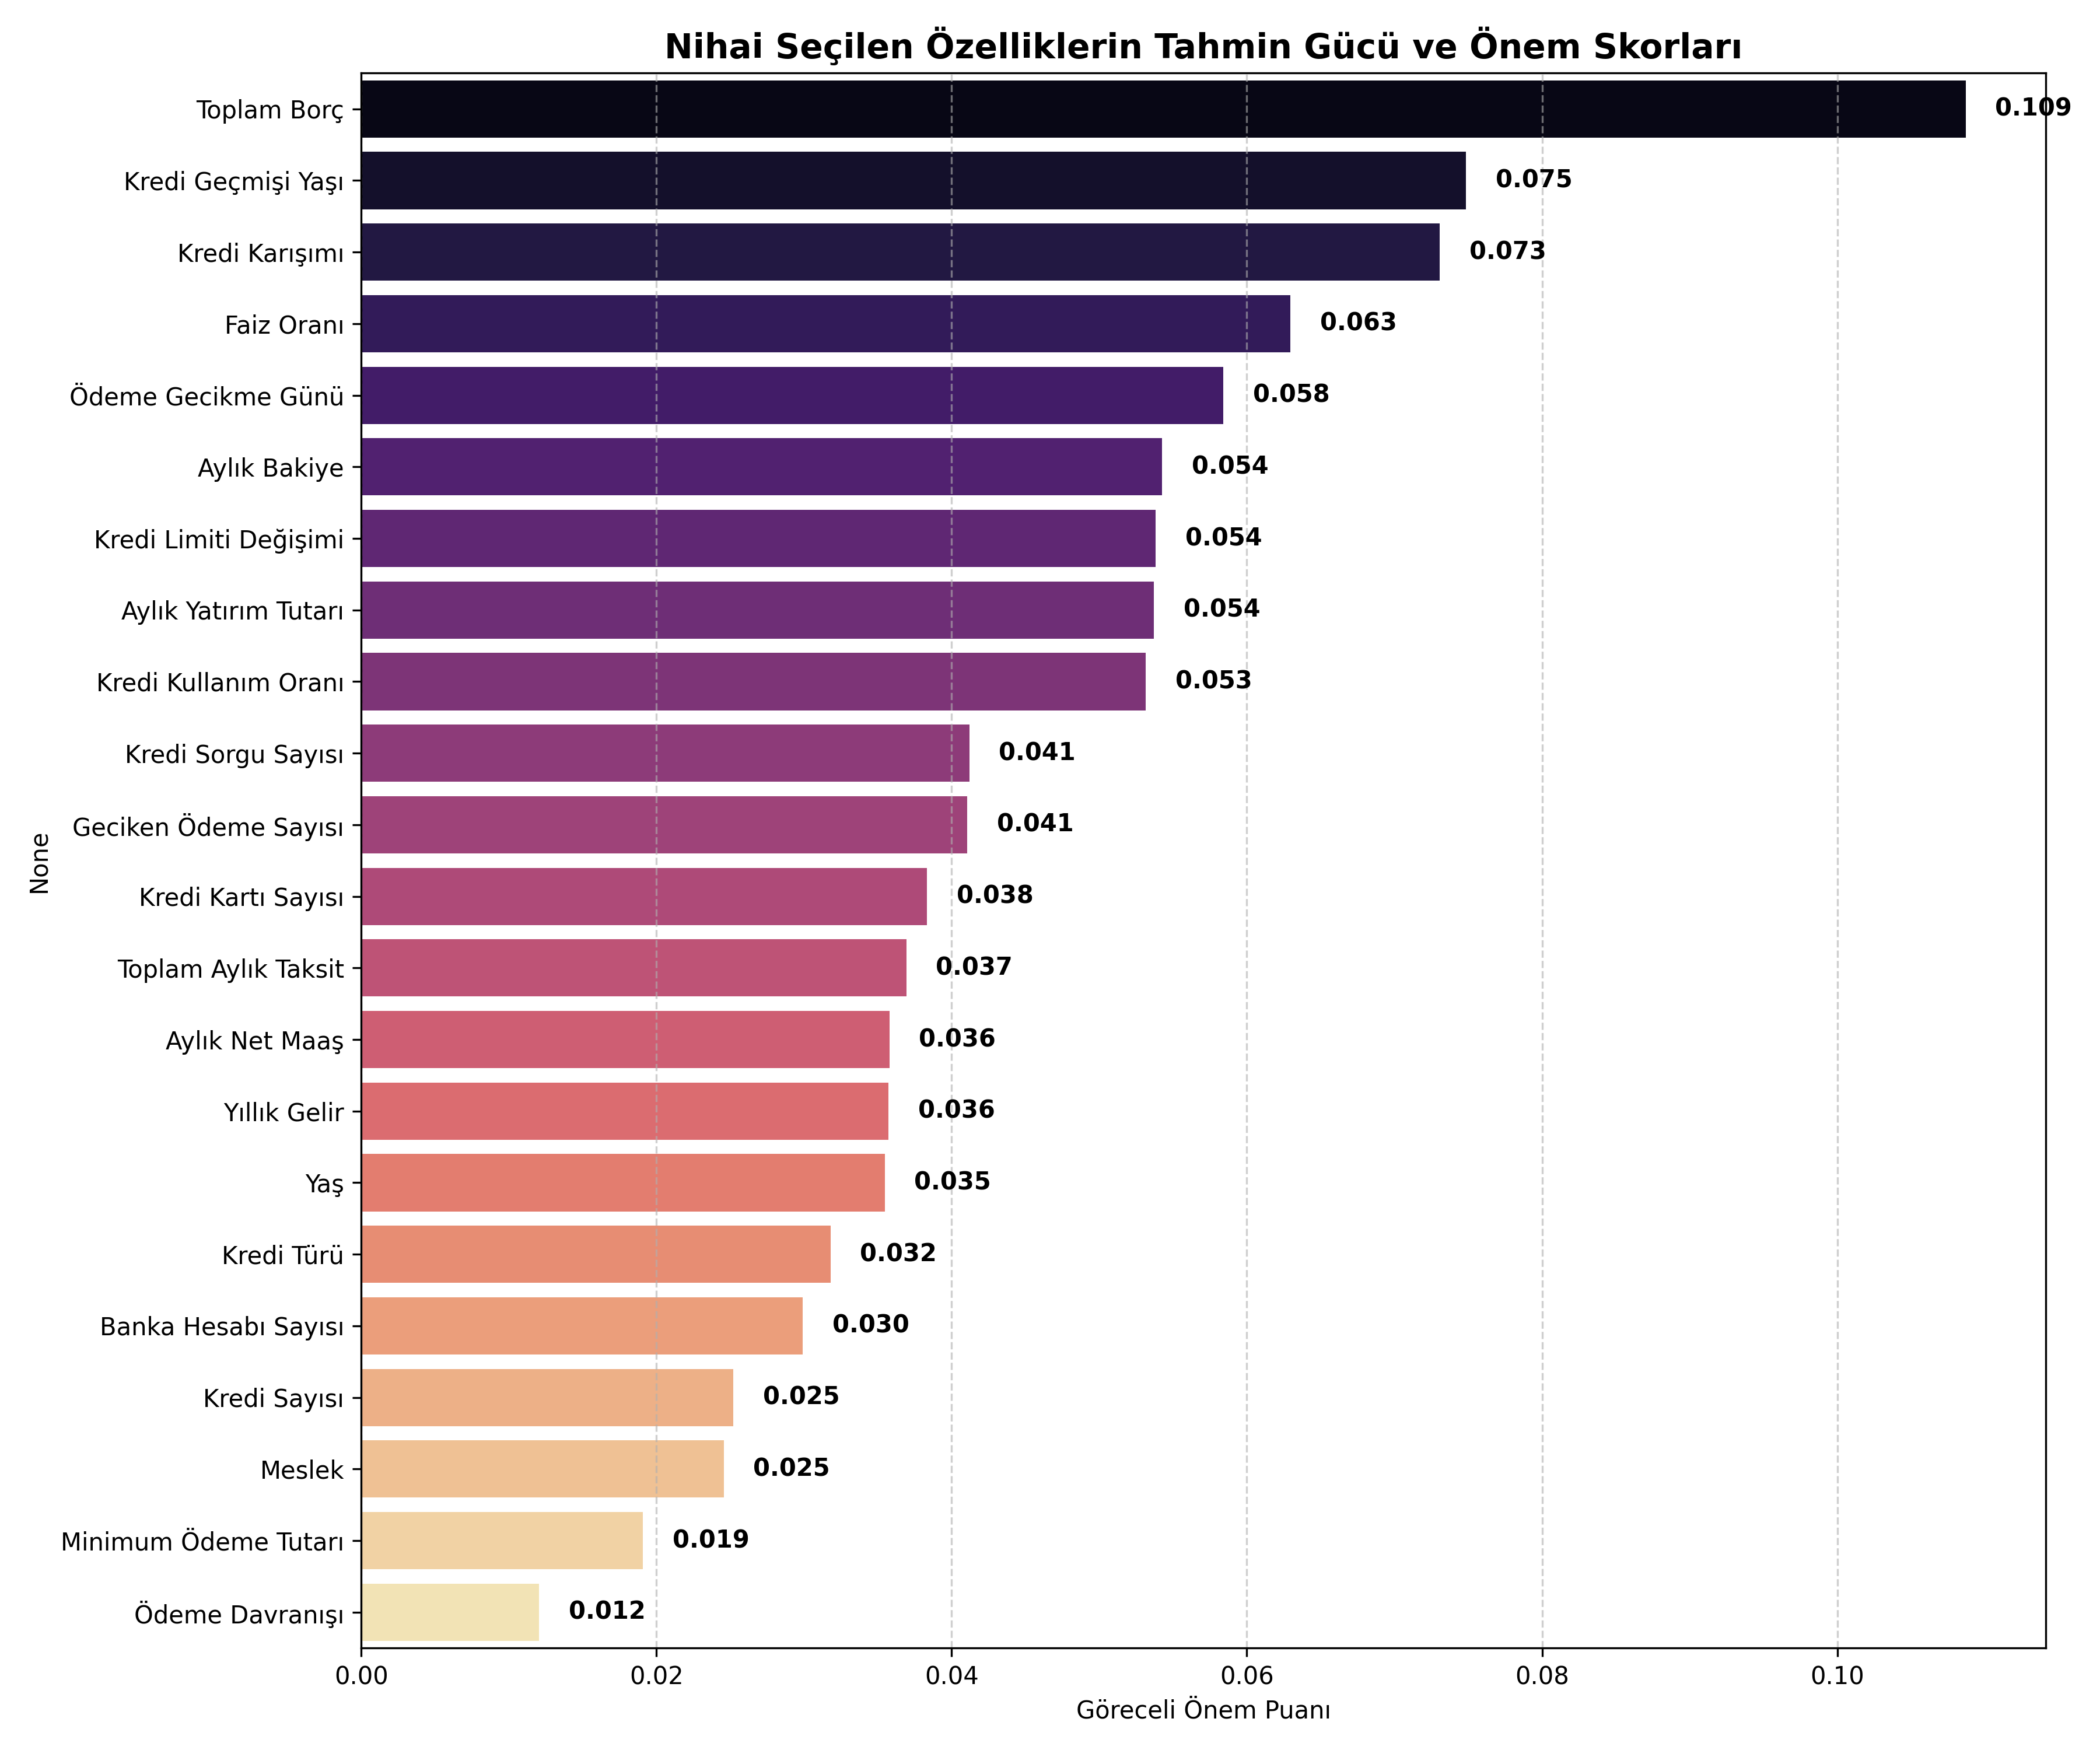 Nihai Seçilen Özelliklerin Tahmin Gücü ve Önem Skorları
Toplam Borç 0.109
Kredi Geçmişi Yaşı 0.075
Kredi Karışımı 0.073
Faiz Oranı 0.063
Ödeme Gecikme Günü 0.058
Aylık Bakiye 0.054
Kredi Limiti Değişimi 0.054
Aylık Yatırım Tutarı 0.054
Kredi Kullanım Oranı 0.053
Kredi Sorgu Sayısı 0.041
Geciken Ödeme Sayısı 0.041
None
Kredi Kartı Sayısı 0.038
Toplam Aylık Taksit 0.037
Aylık Net Maaş 0.036
Yıllık Gelir 0.036
Yaş 0.035
Kredi Türü 0.032
Banka Hesabı Sayısı 0.030
Kredi Sayısı 0.025
Meslek 0.025
Minimum Ödeme Tutarı 0.019
Ödeme Davranışı 0.012
0.00 0.02 0.04 0.06 0.08 0.10
Göreceli Önem Puanı